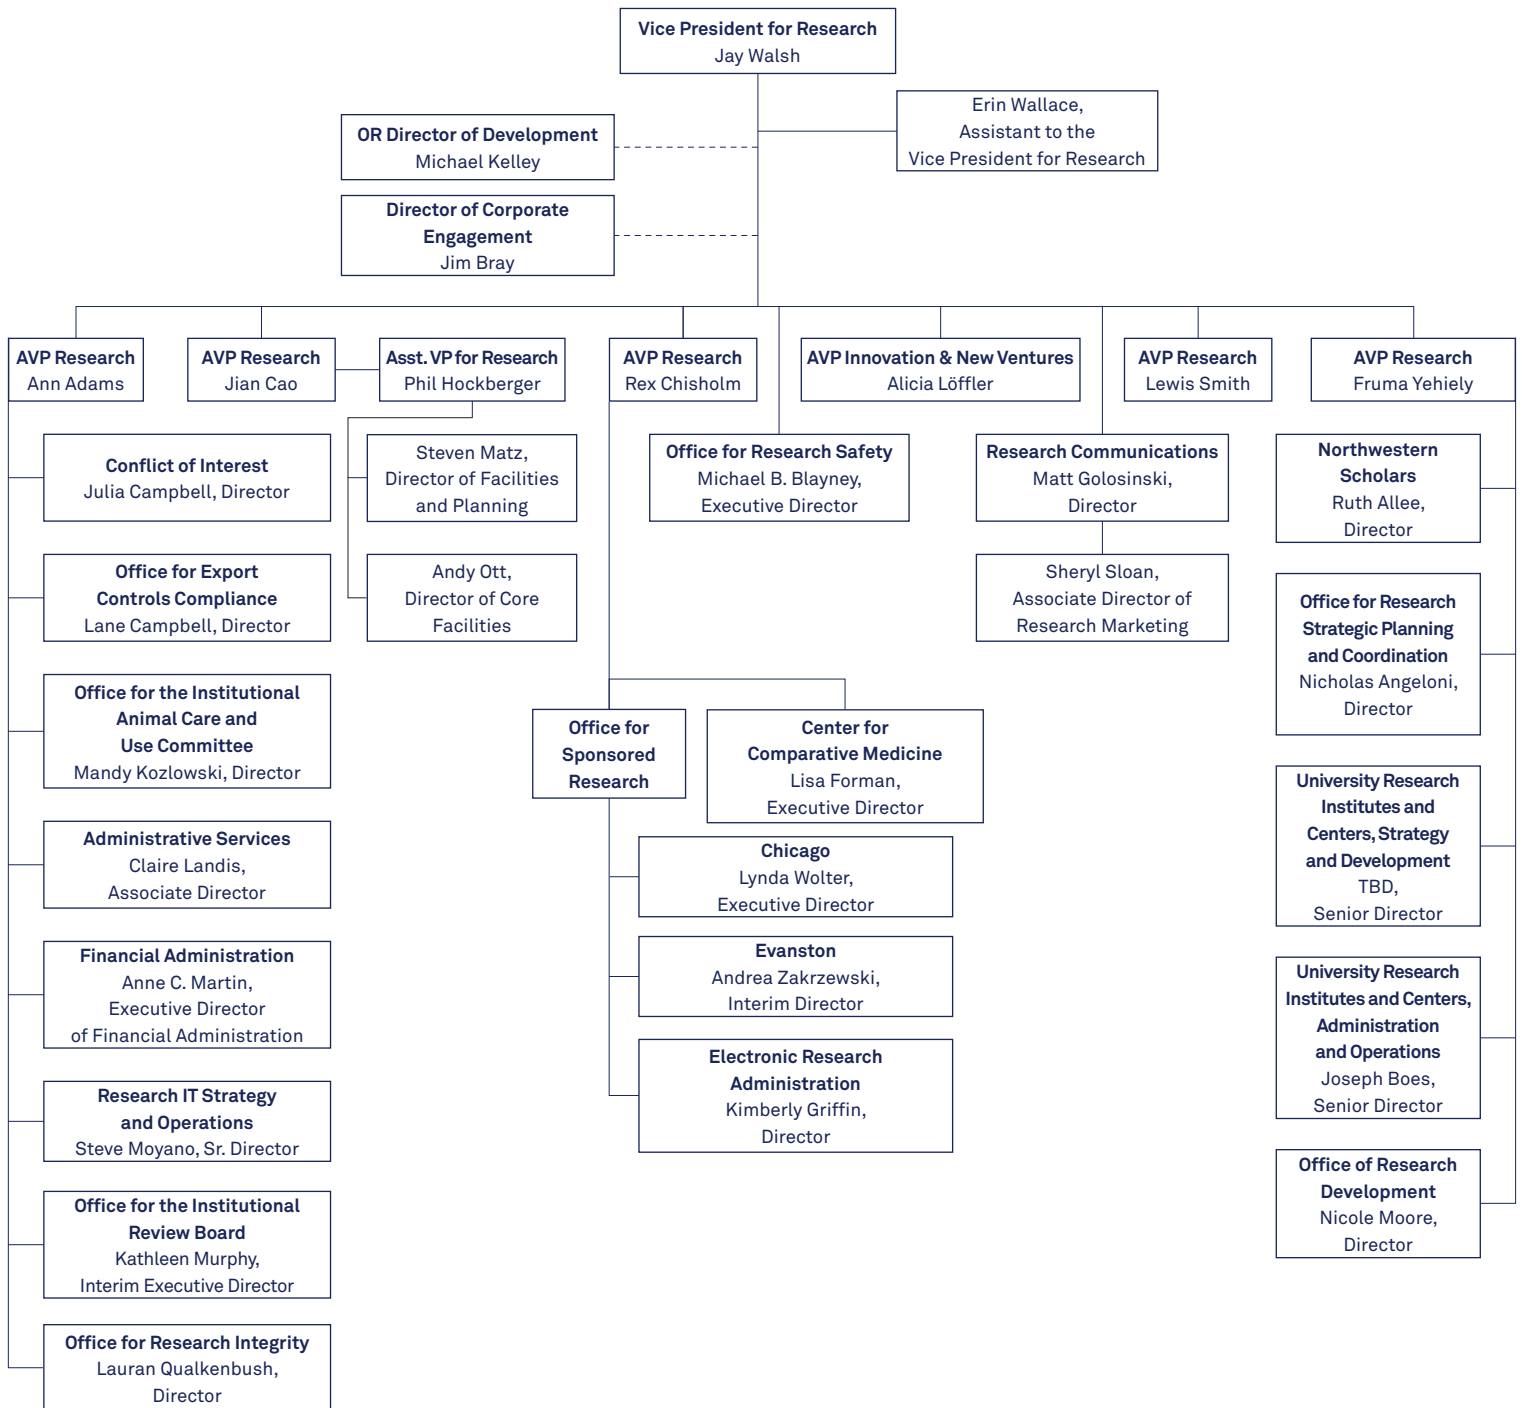 Vice President for Research
Jay Walsh
Erin Wallace,
Assistant to the
Vice President for Research
OR Director of Development
Michael Kelley
Director of Corporate
Engagement
Jim Bray
AVP Research
Ann Adams
AVP Research
Jian Cao
Asst. VP for Research
Phil Hockberger
AVP Research
Rex Chisholm
AVP Innovation & New Ventures
Alicia Löffler
AVP Research
Lewis Smith
AVP Research
Fruma Yehiely
Conflict of Interest
Julia Campbell, Director
Office for Export
Controls Compliance
Lane Campbell, Director
Office for the Institutional
Animal Care and
Use Committee
Mandy Kozlowski, Director
Administrative Services
Claire Landis,
Associate Director
Financial Administration
Anne C. Martin,
Executive Director
of Financial Administration
Research IT Strategy
and Operations
Steve Moyano, Sr. Director
Office for the Institutional
Review Board
Kathleen Murphy,
Interim Executive Director
Office for Research Integrity
Lauran Qualkenbush,
Director
Steven Matz,
Director of Facilities
and Planning
Andy Ott,
Director of Core
Facilities
Office for Research Safety
Michael B. Blayney,
Executive Director
Office for
Sponsored
Research
Center for
Comparative Medicine
Lisa Forman,
Executive Director
Chicago
Lynda Wolter,
Executive Director
Evanston
Andrea Zakrzewski,
Interim Director
Electronic Research
Administration
Kimberly Griffin,
Director
Research Communications
Matt Golosinski,
Director
Sheryl Sloan,
Associate Director of
Research Marketing
Northwestern
Scholars
Ruth Allee,
Director
Office for Research
Strategic Planning
and Coordination
Nicholas Angeloni,
Director
University Research
Institutes and
Centers, Strategy
and Development
TBD,
Senior Director
University Research
Institutes and Centers,
Administration
and Operations
Joseph Boes,
Senior Director
Office of Research
Development
Nicole Moore,
Director